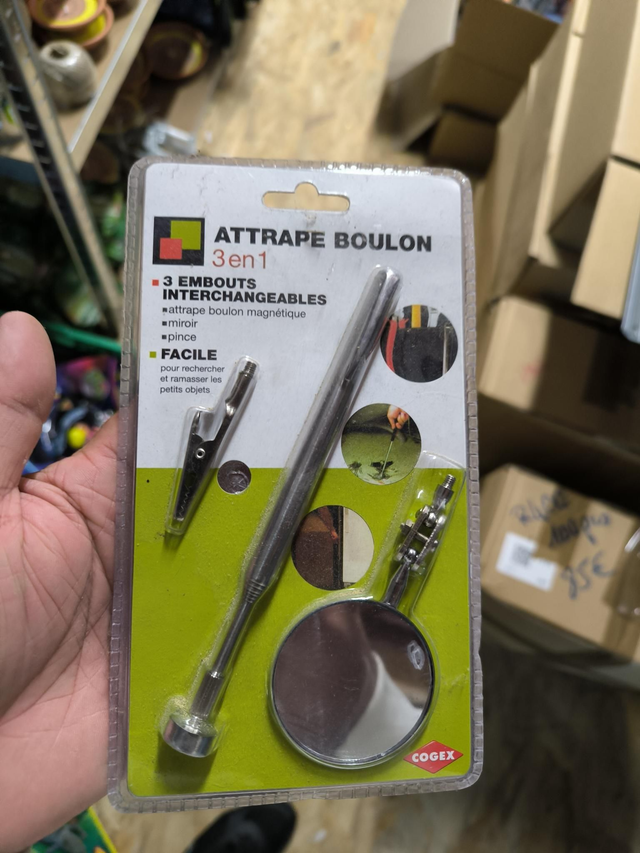 ATTRAPE BOULON
3 en 1
3 EMBOUTS
INTERCHANGEABLES
attrape boulon magnétique
miroir
pince
FACILE
pour rechercher
et ramasser les
petits objets
COGEX
35€